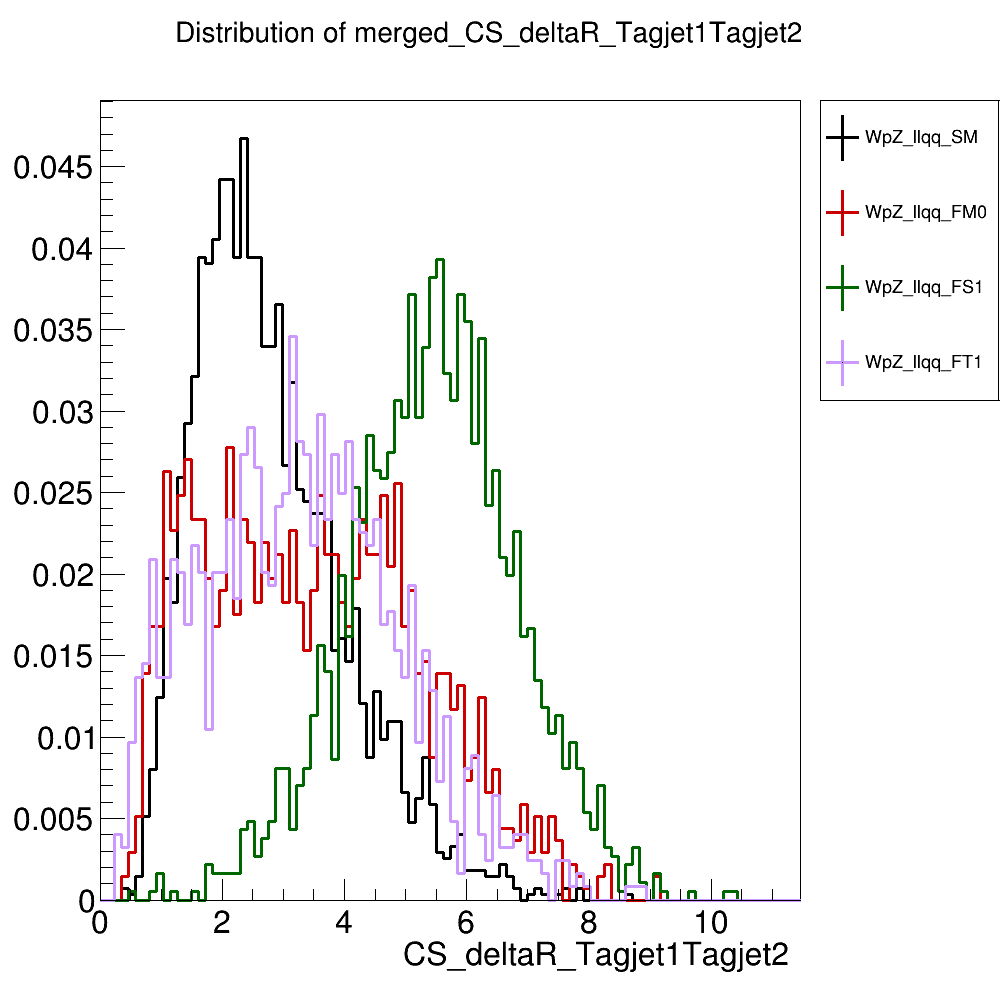 Distribution of merged_CS_deltaR_Tagjet1Tagjet2
WpZ_llqq_SM
WpZ_llqq_FM0
WpZ_llqq_FS1
WpZ_llqq_FT1
0.045
0.04
0.035
0.03
0.025
0.02
0.015
0.01
0.005
0
0 2 4 6 8 10
CS_deltaR_Tagjet1Tagjet2